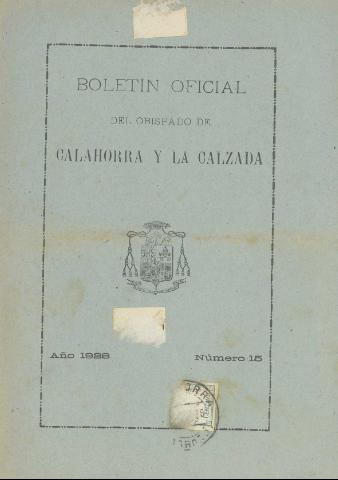 BOLETIN OFICIAL
DEL OBISPADO DE
CALAHORRA Y LA CALZADA
Año 1928 Número 15